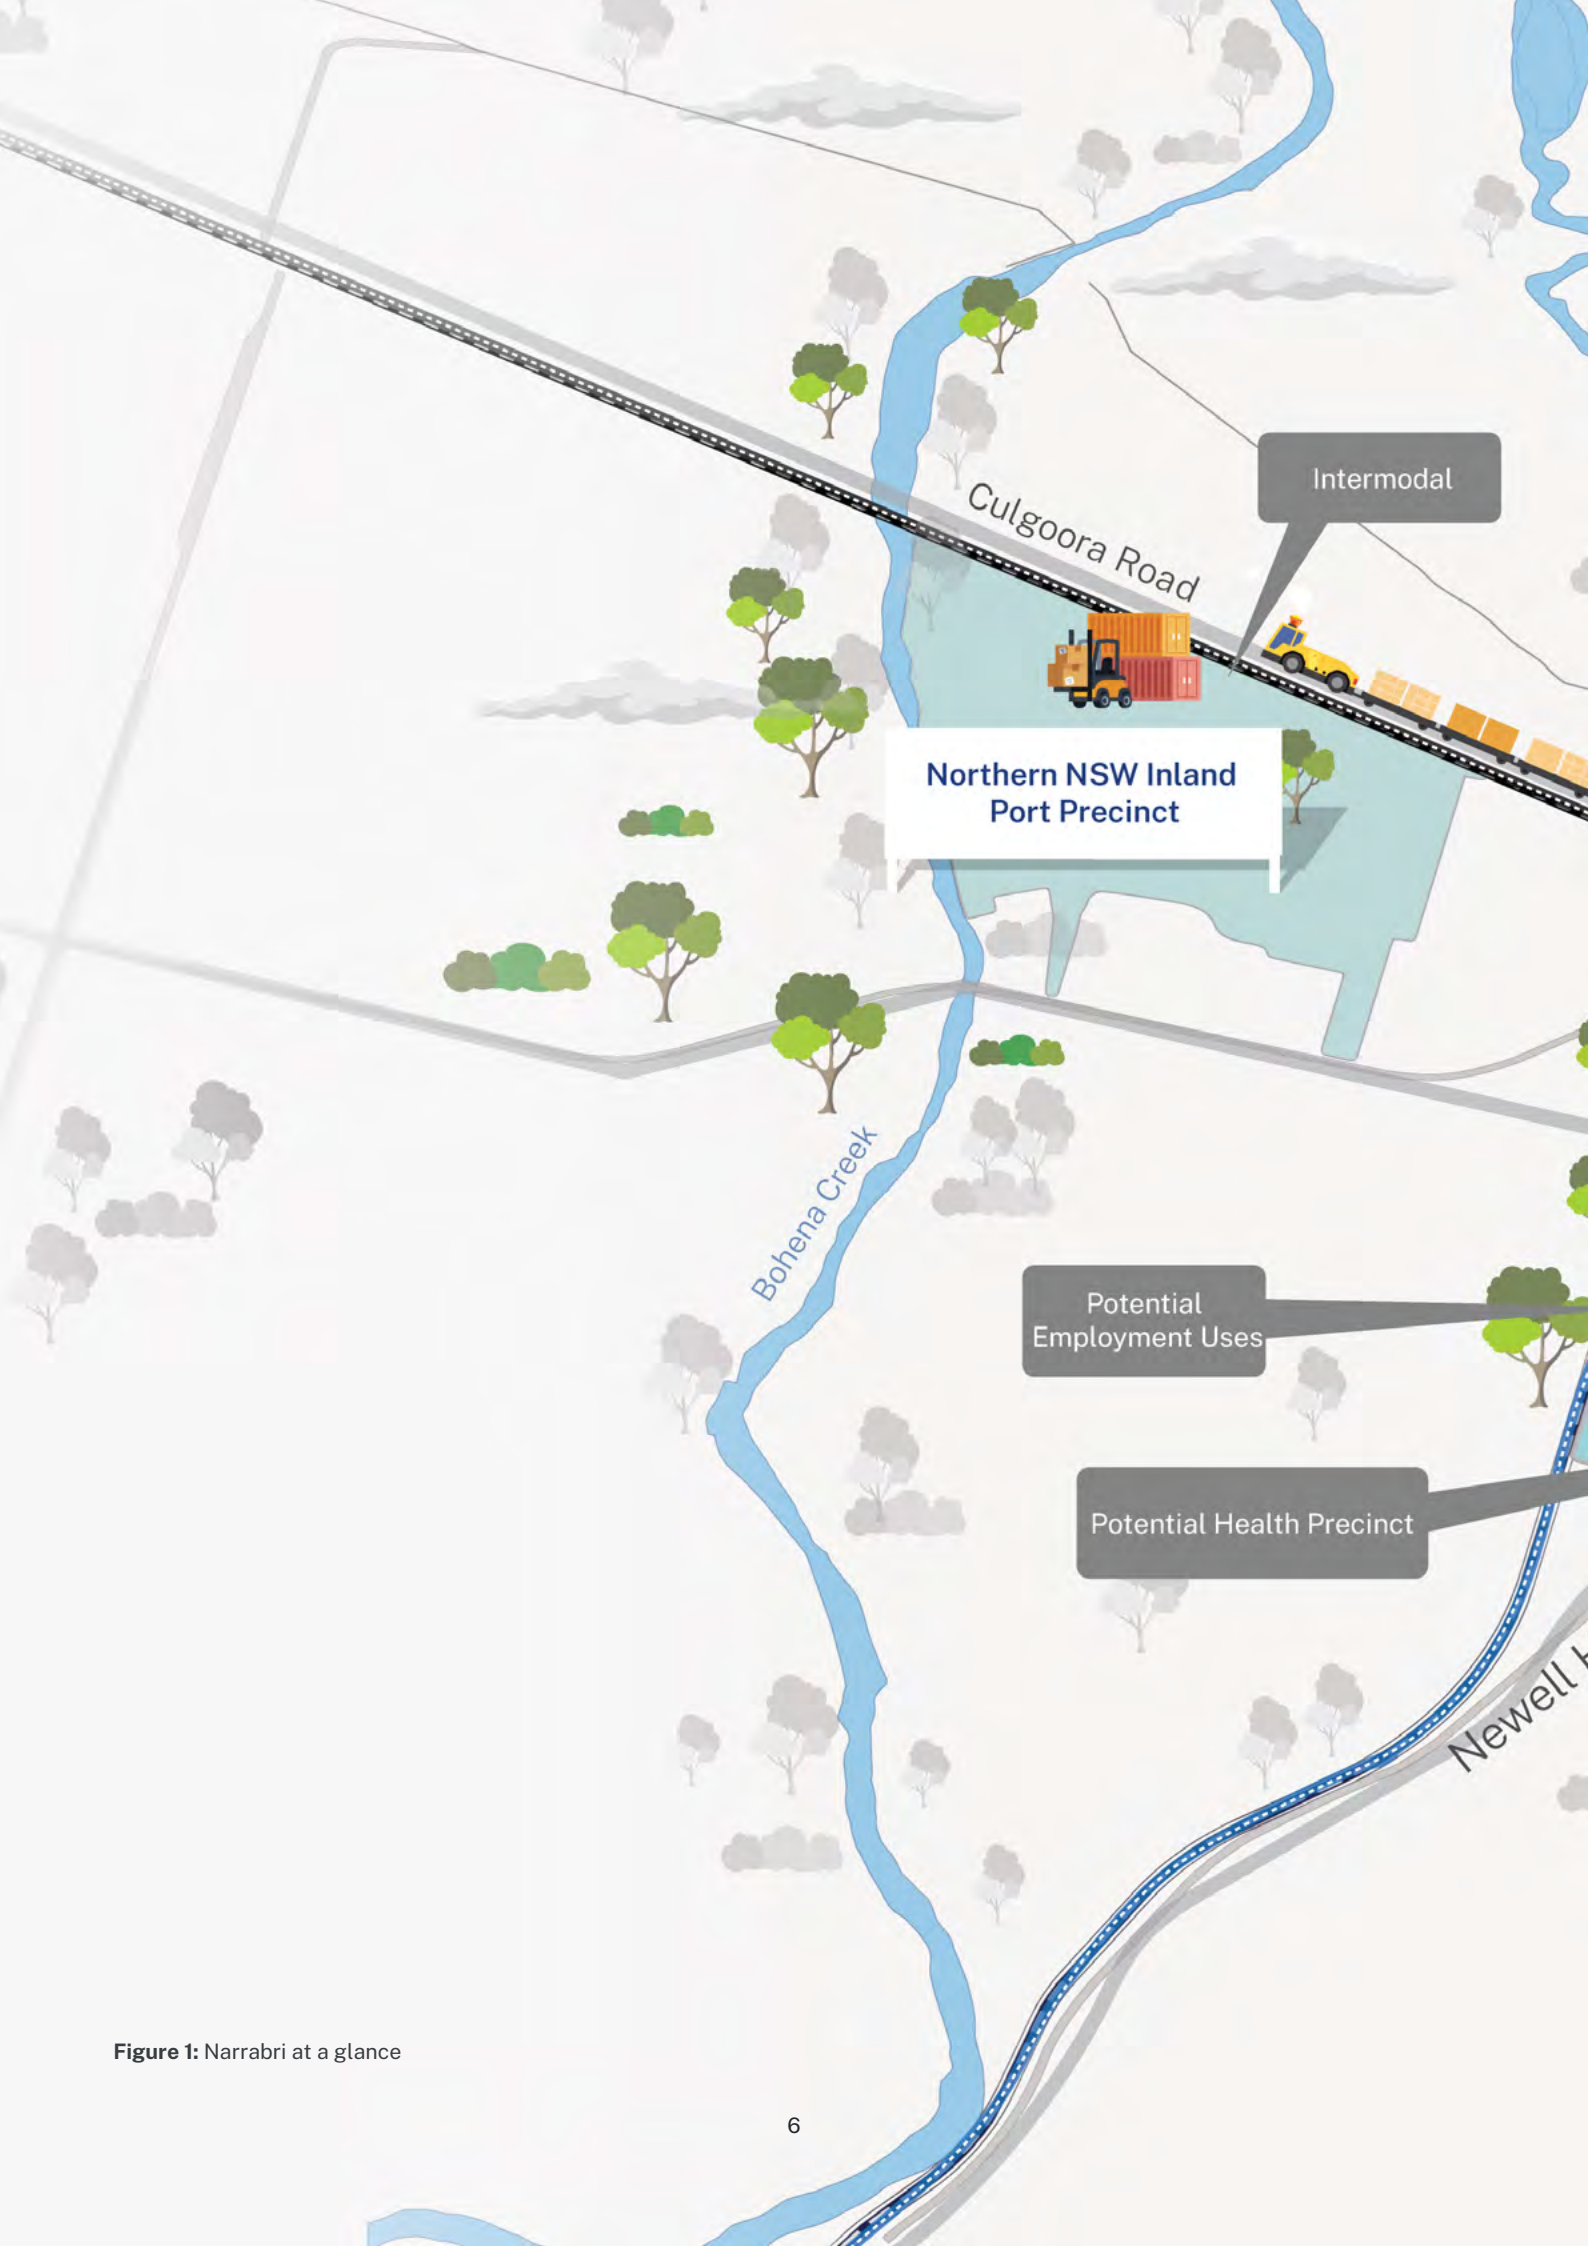 Culgoora Road
Intermodal
Northern NSW Inland
Port Precinct
Bohena Creek
Potential
Employment Uses
Potential Health Precinct
Newell
Figure 1: Narrabri at a glance
6